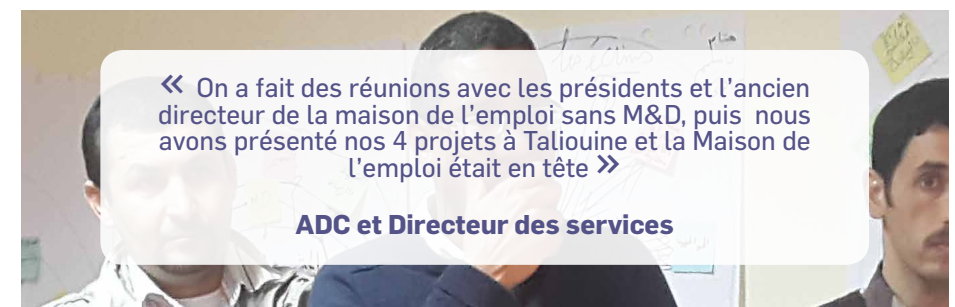 « On a fait des réunions avec les présidents et l’ancien
directeur de la maison de l’emploi sans M&D, puis nous
avons présenté nos 4 projets à Taliouine et la Maison de
l’emploi était en tête »
ADC et Directeur des services